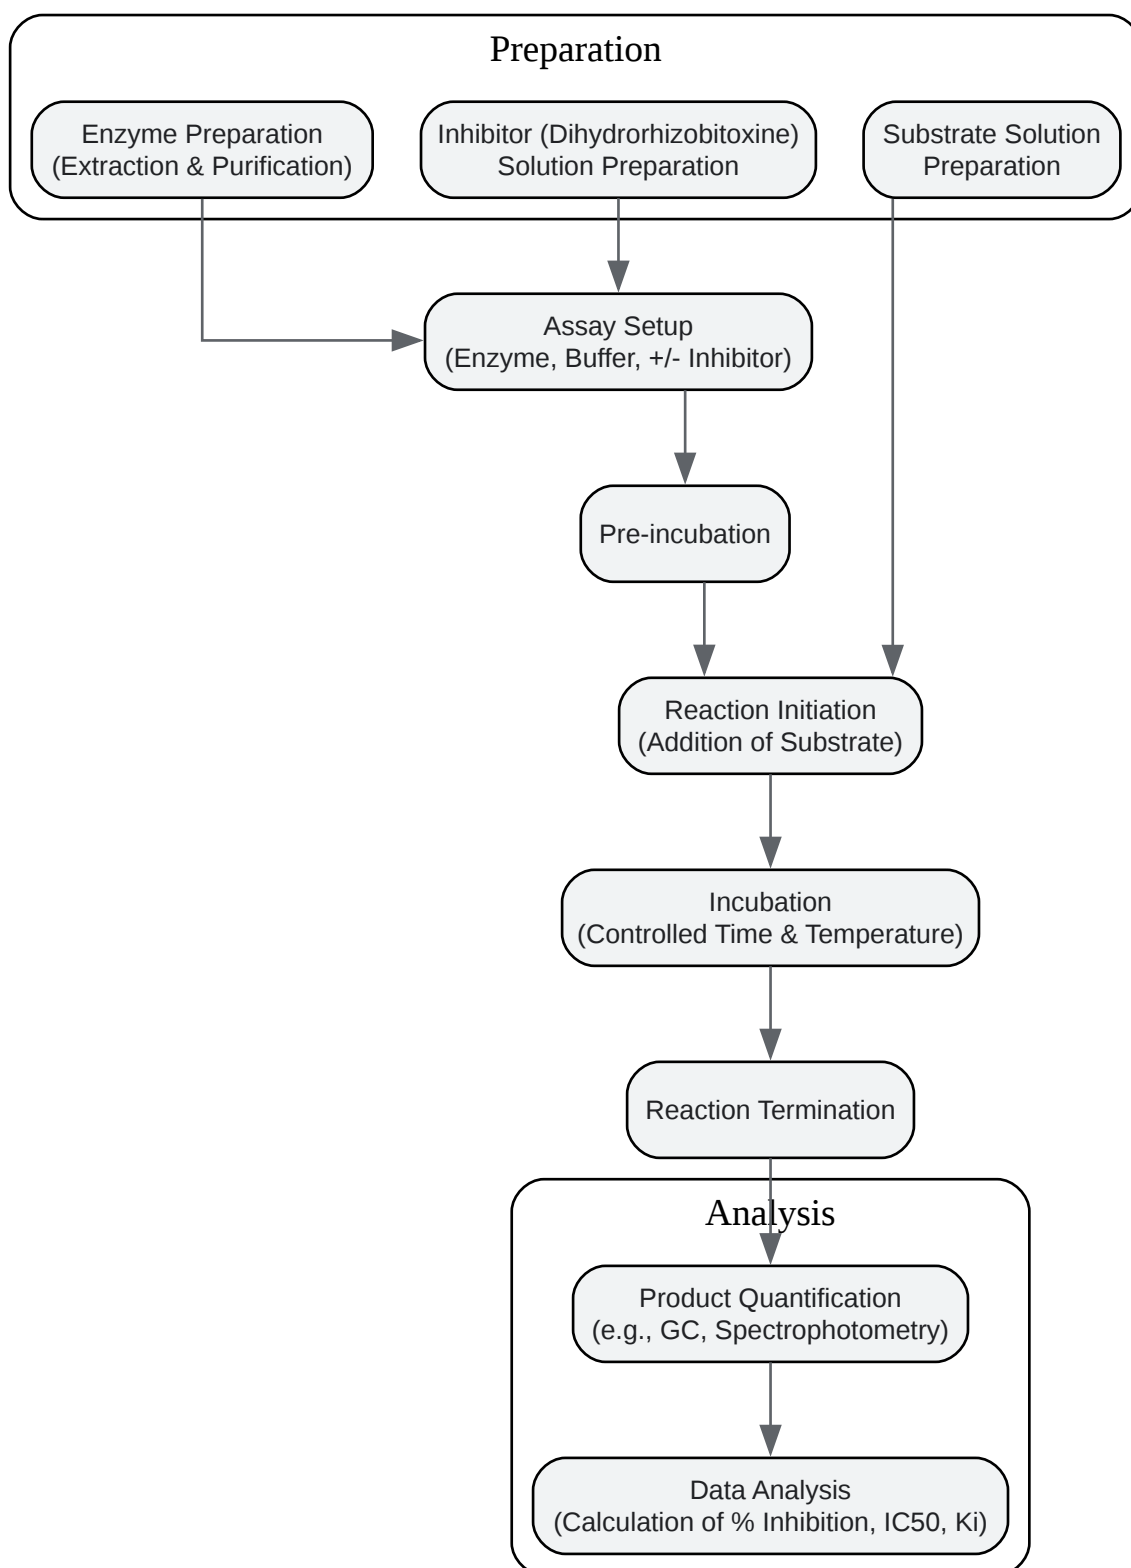 Preparation
Enzyme Preparation
(Extraction & Purification)
Inhibitor (Dihydrorhizobitoxine)
Solution Preparation
Substrate Solution
Preparation
Assay Setup
(Enzyme, Buffer, +/- Inhibitor)
Pre-incubation
Reaction Initiation
(Addition of Substrate)
Incubation
(Controlled Time & Temperature)
Reaction Termination
Analysis
Product Quantification
(e.g., GC, Spectrophotometry)
Data Analysis
(Calculation of % Inhibition, IC50, Ki)